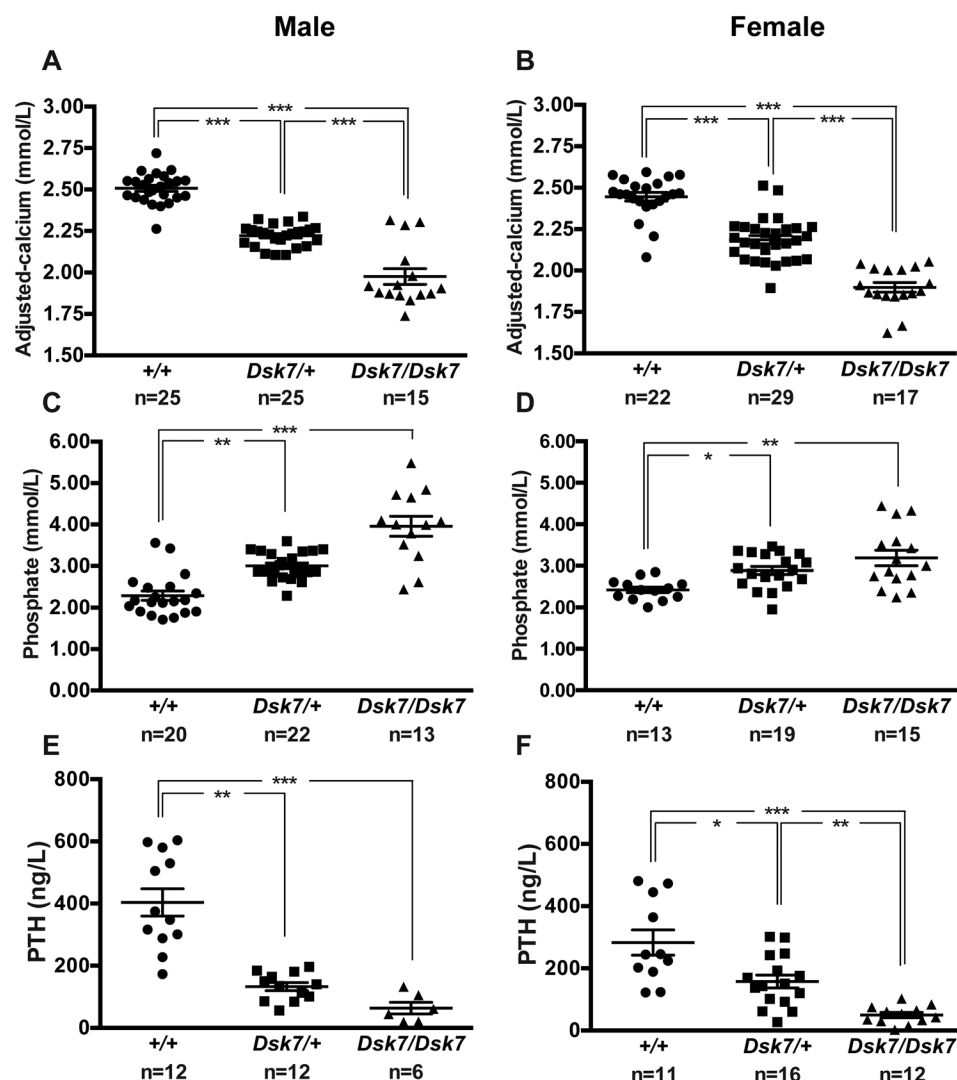 Male Female
A B
Adjusted-calcium (mmol/L)
3.00
2.75
2.50
2.25
2.00
1.75
1.50
*** *** ***
+/+ Dsk7/+ Dsk7/Dsk7
n=25 n=25 n=15
Adjusted-calcium (mmol/L)
3.00
2.75
2.50
2.25
2.00
1.75
1.50
*** *** ***
+/+ Dsk7/+ Dsk7/Dsk7
n=22 n=29 n=17
C D
Phosphate (mmol/L)
6.00
5.00
4.00
3.00
2.00
1.00
0.00
***
**
+/+ Dsk7/+ Dsk7/Dsk7
n=20 n=22 n=13
Phosphate (mmol/L)
6.00
5.00
4.00
3.00
2.00
1.00
0.00
**
*
+/+ Dsk7/+ Dsk7/Dsk7
n=13 n=19 n=15
E F
PTH (ng/L)
800
600
400
200
0
***
**
+/+ Dsk7/+ Dsk7/Dsk7
n=12 n=12 n=6
PTH (ng/L)
800
600
400
200
0
***
* **
+/+ Dsk7/+ Dsk7/Dsk7
n=11 n=16 n=12